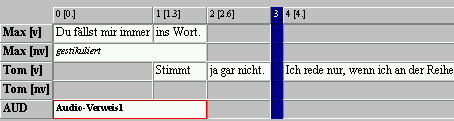 0 [0.] 1 [1.3] 2 [2.6] 3 4 [4.]
Max [v] Du fällst mir immer ins Wort.
Max [nv] gestikuliert
Tom [v] Stimmt ja gar nicht. Ich rede nur, wenn ich an der Reihe
Tom [nv]
AUD Audio-Verweis1